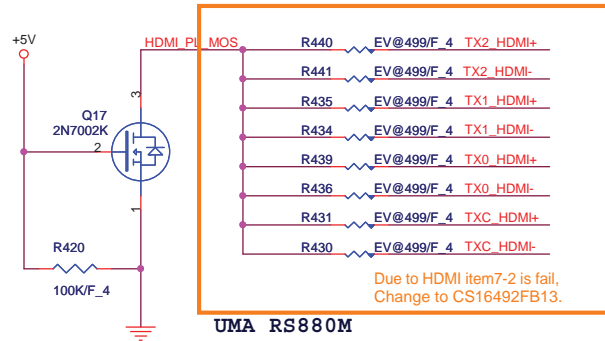 +5V
HDMI_PL_MOS
R440 EV@499/F_4 TX2_HDMI+
R441 EV@499/F_4 TX2_HDMI-
R435 EV@499/F_4 TX1_HDMI+
R434 EV@499/F_4 TX1_HDMI-
R439 EV@499/F_4 TX0_HDMI+
R436 EV@499/F_4 TX0_HDMI-
R431 EV@499/F_4 TXC_HDMI+
R430 EV@499/F_4 TXC_HDMI-
3
Q17
2N7002K
2
1
R420
100K/F_4
Due to HDMI item7-2 is fail,
Change to CS16492FB13.
UMA RS880M